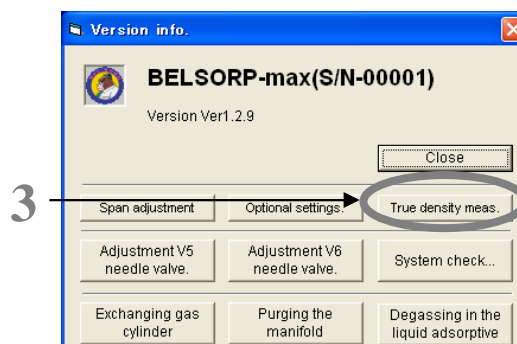 Version info.
BELSORP-max(S/N-00001)
Version Ver1.2.9
Close
3
Span adjustment
Optional settings.
True density meas.
Adjustment V5
needle valve.
Adjustment V6
needle valve.
System check...
Exchanging gas
cylinder
Purging the
manifold
Degassing in the
liquid adsorptive